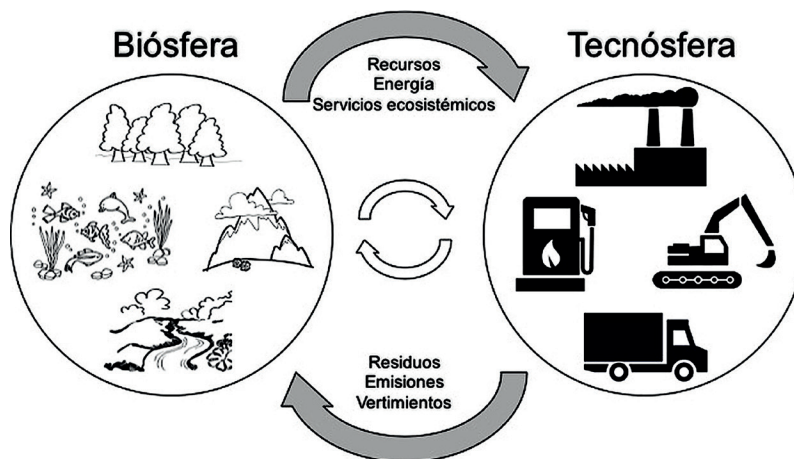 Biósfera
Tecnósfera
Recursos
Energía
Servicios ecosistémicos
Residuos
Emisiones
Vertimientos